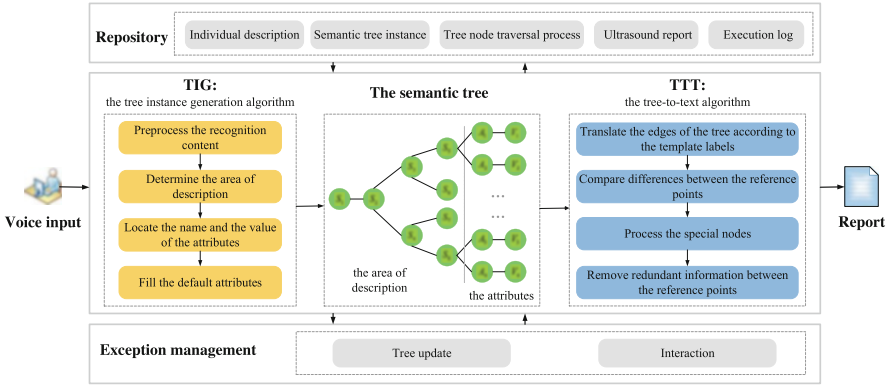 Repository
Individual description
Semantic tree instance
Tree node traversal process
Ultrasound report
Execution log
TIG:
the tree instance generation algorithm
Preprocess the recognition
content
Determine the area of
description
Locate the name and the value
of the attributes
Fill the default attributes
The semantic tree
...
...
the area of
description
the attributes
TTT:
the tree-to-text algorithm
Translate the edges of the tree according to
the template labels
Compare differences between the reference
points
Process the special nodes
Remove redundant information between
the reference points
Voice input
Report
Exception management
Tree update
Interaction